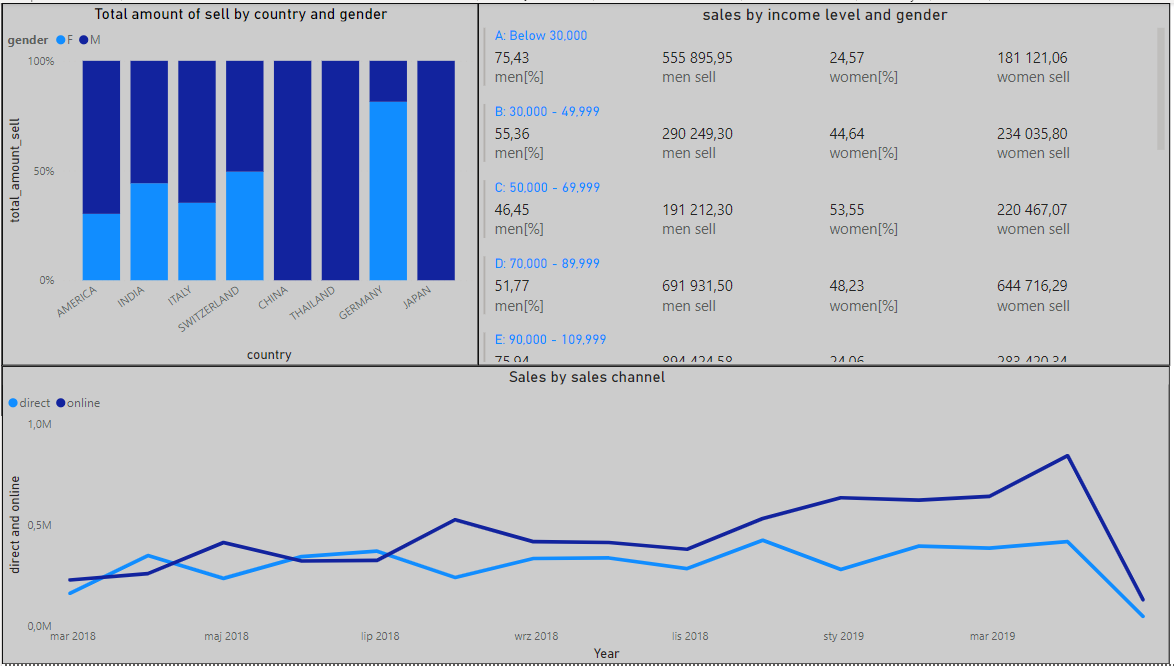 Total amount of sell by country and gender
gender F M
100%
50%
0%
total_amount_sell
AMERICA
INDIA
ITALY
SWITZERLAND
CHINA
THAILAND
GERMANY
JAPAN
country
sales by income level and gender
A: Below 30,000
75,43 555 895,95 24,57 181 121,06
men[%] men sell women[%] women sell
B: 30,000 - 49,999
55,36 290 249,30 44,64 234 035,80
men[%] men sell women[%] women sell
C: 50,000 - 69,999
46,45 191 212,30 53,55 220 467,07
men[%] men sell women[%] women sell
D: 70,000 - 89,999
51,77 691 931,50 48,23 644 716,29
men[%] men sell women[%] women sell
E: 90,000 - 109,999
75,94 894 424,58 24,06 283 420,34
Sales by sales channel
direct online
1,0M
0,5M
0,0M
direct and online
mar 2018 maj 2018 lip 2018 wrz 2018 lis 2018 sty 2019 mar 2019
Year